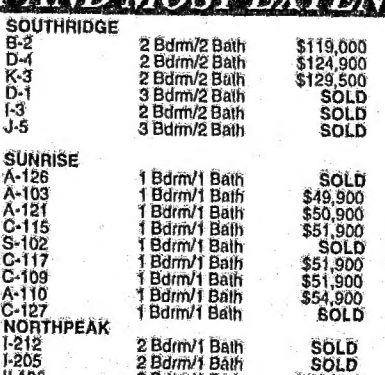 SOUTHRIDGE
B-2 2 Bdrm/2 Bath $119,000
D-4 2 Bdrm/2 Bath $124,900
K-3 2 Bdrm/2 Bath $129,500
D-1 3 Bdrm/2 Bath SOLD
I-3 2 Bdrm/2 Bath SOLD
J-5 3 Bdrm/2 Bath SOLD
SUNRISE
A-126 1 Bdrm/1 Bath SOLD
A-103 1 Bdrm/1 Bath $49,900
A-121 1 Bdrm/1 Bath $50,900
C-115 1 Bdrm/1 Bath $51,900
S-102 1 Bdrm/1 Bath SOLD
C-117 1 Bdrm/1 Bath $51,900
C-109 1 Bdrm/1 Bath $51,900
A-110 1 Bdrm/1 Bath $54,900
C-127 1 Bdrm/1 Bath SOLD
NORTHPEAK
I-212 2 Bdrm/1 Bath SOLD
I-205 2 Bdrm/1 Bath SOLD